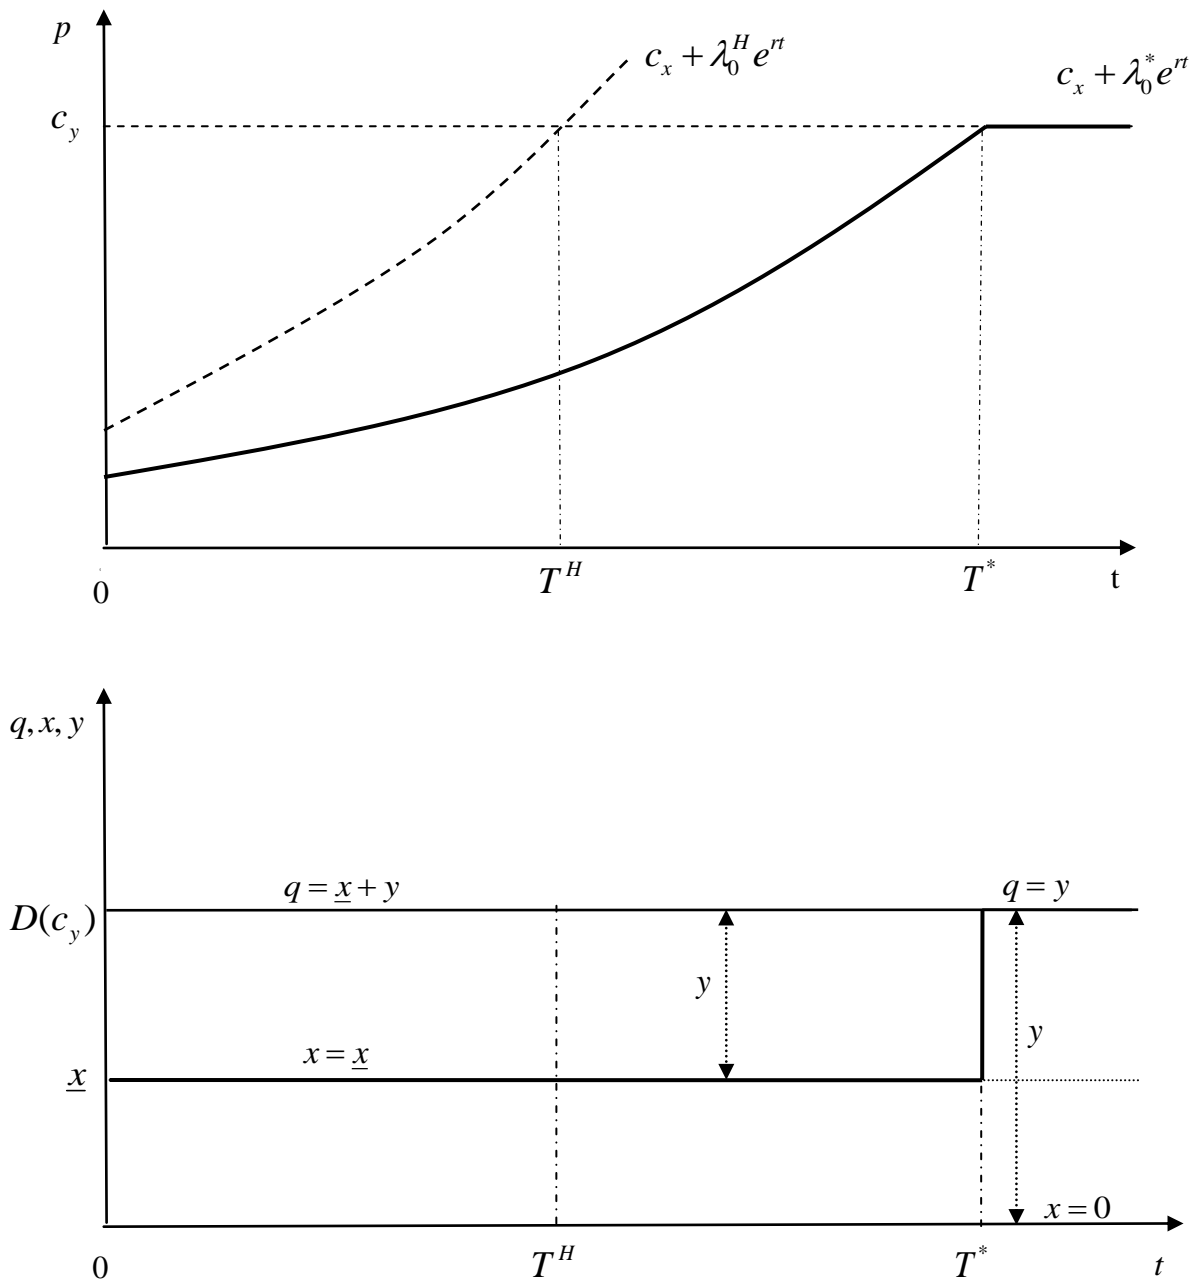 p
c_x + λ_0^H e^{rt}
c_x + λ_0^* e^{rt}
c_y
0
T^H
T^*
t
q, x, y
q = x̲ + y
q = y
D(c_y)
y
y
x = x̲
x̲
x = 0
0
T^H
T^*
t